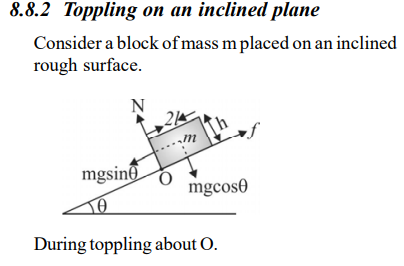 8.8.2 Toppling on an inclined plane
Consider a block of mass m placed on an inclined
rough surface.
N
2l
h
f
m
mgsinθ
O
mgcosθ
θ
During toppling about O.